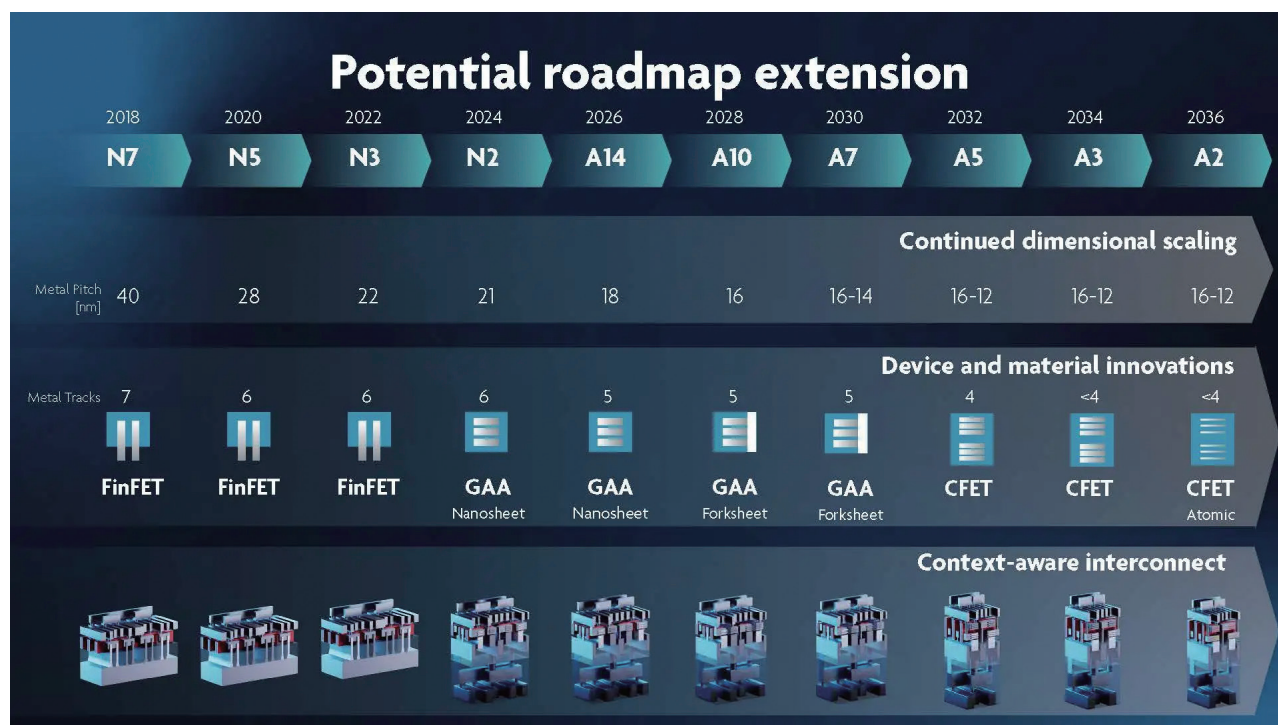 Potential roadmap extension
2018 2020 2022 2024 2026 2028 2030 2032 2034 2036
N7 N5 N3 N2 A14 A10 A7 A5 A3 A2
Continued dimensional scaling
Metal Pitch
[nm]
40 28 22 21 18 16 16-14 16-12 16-12 16-12
Device and material innovations
Metal Tracks 7 6 6 6 5 5 5 4 <4 <4
FinFET FinFET FinFET GAA GAA GAA GAA CFET CFET CFET
Nanosheet Nanosheet Forksheet Forksheet Atomic
Context-aware interconnect